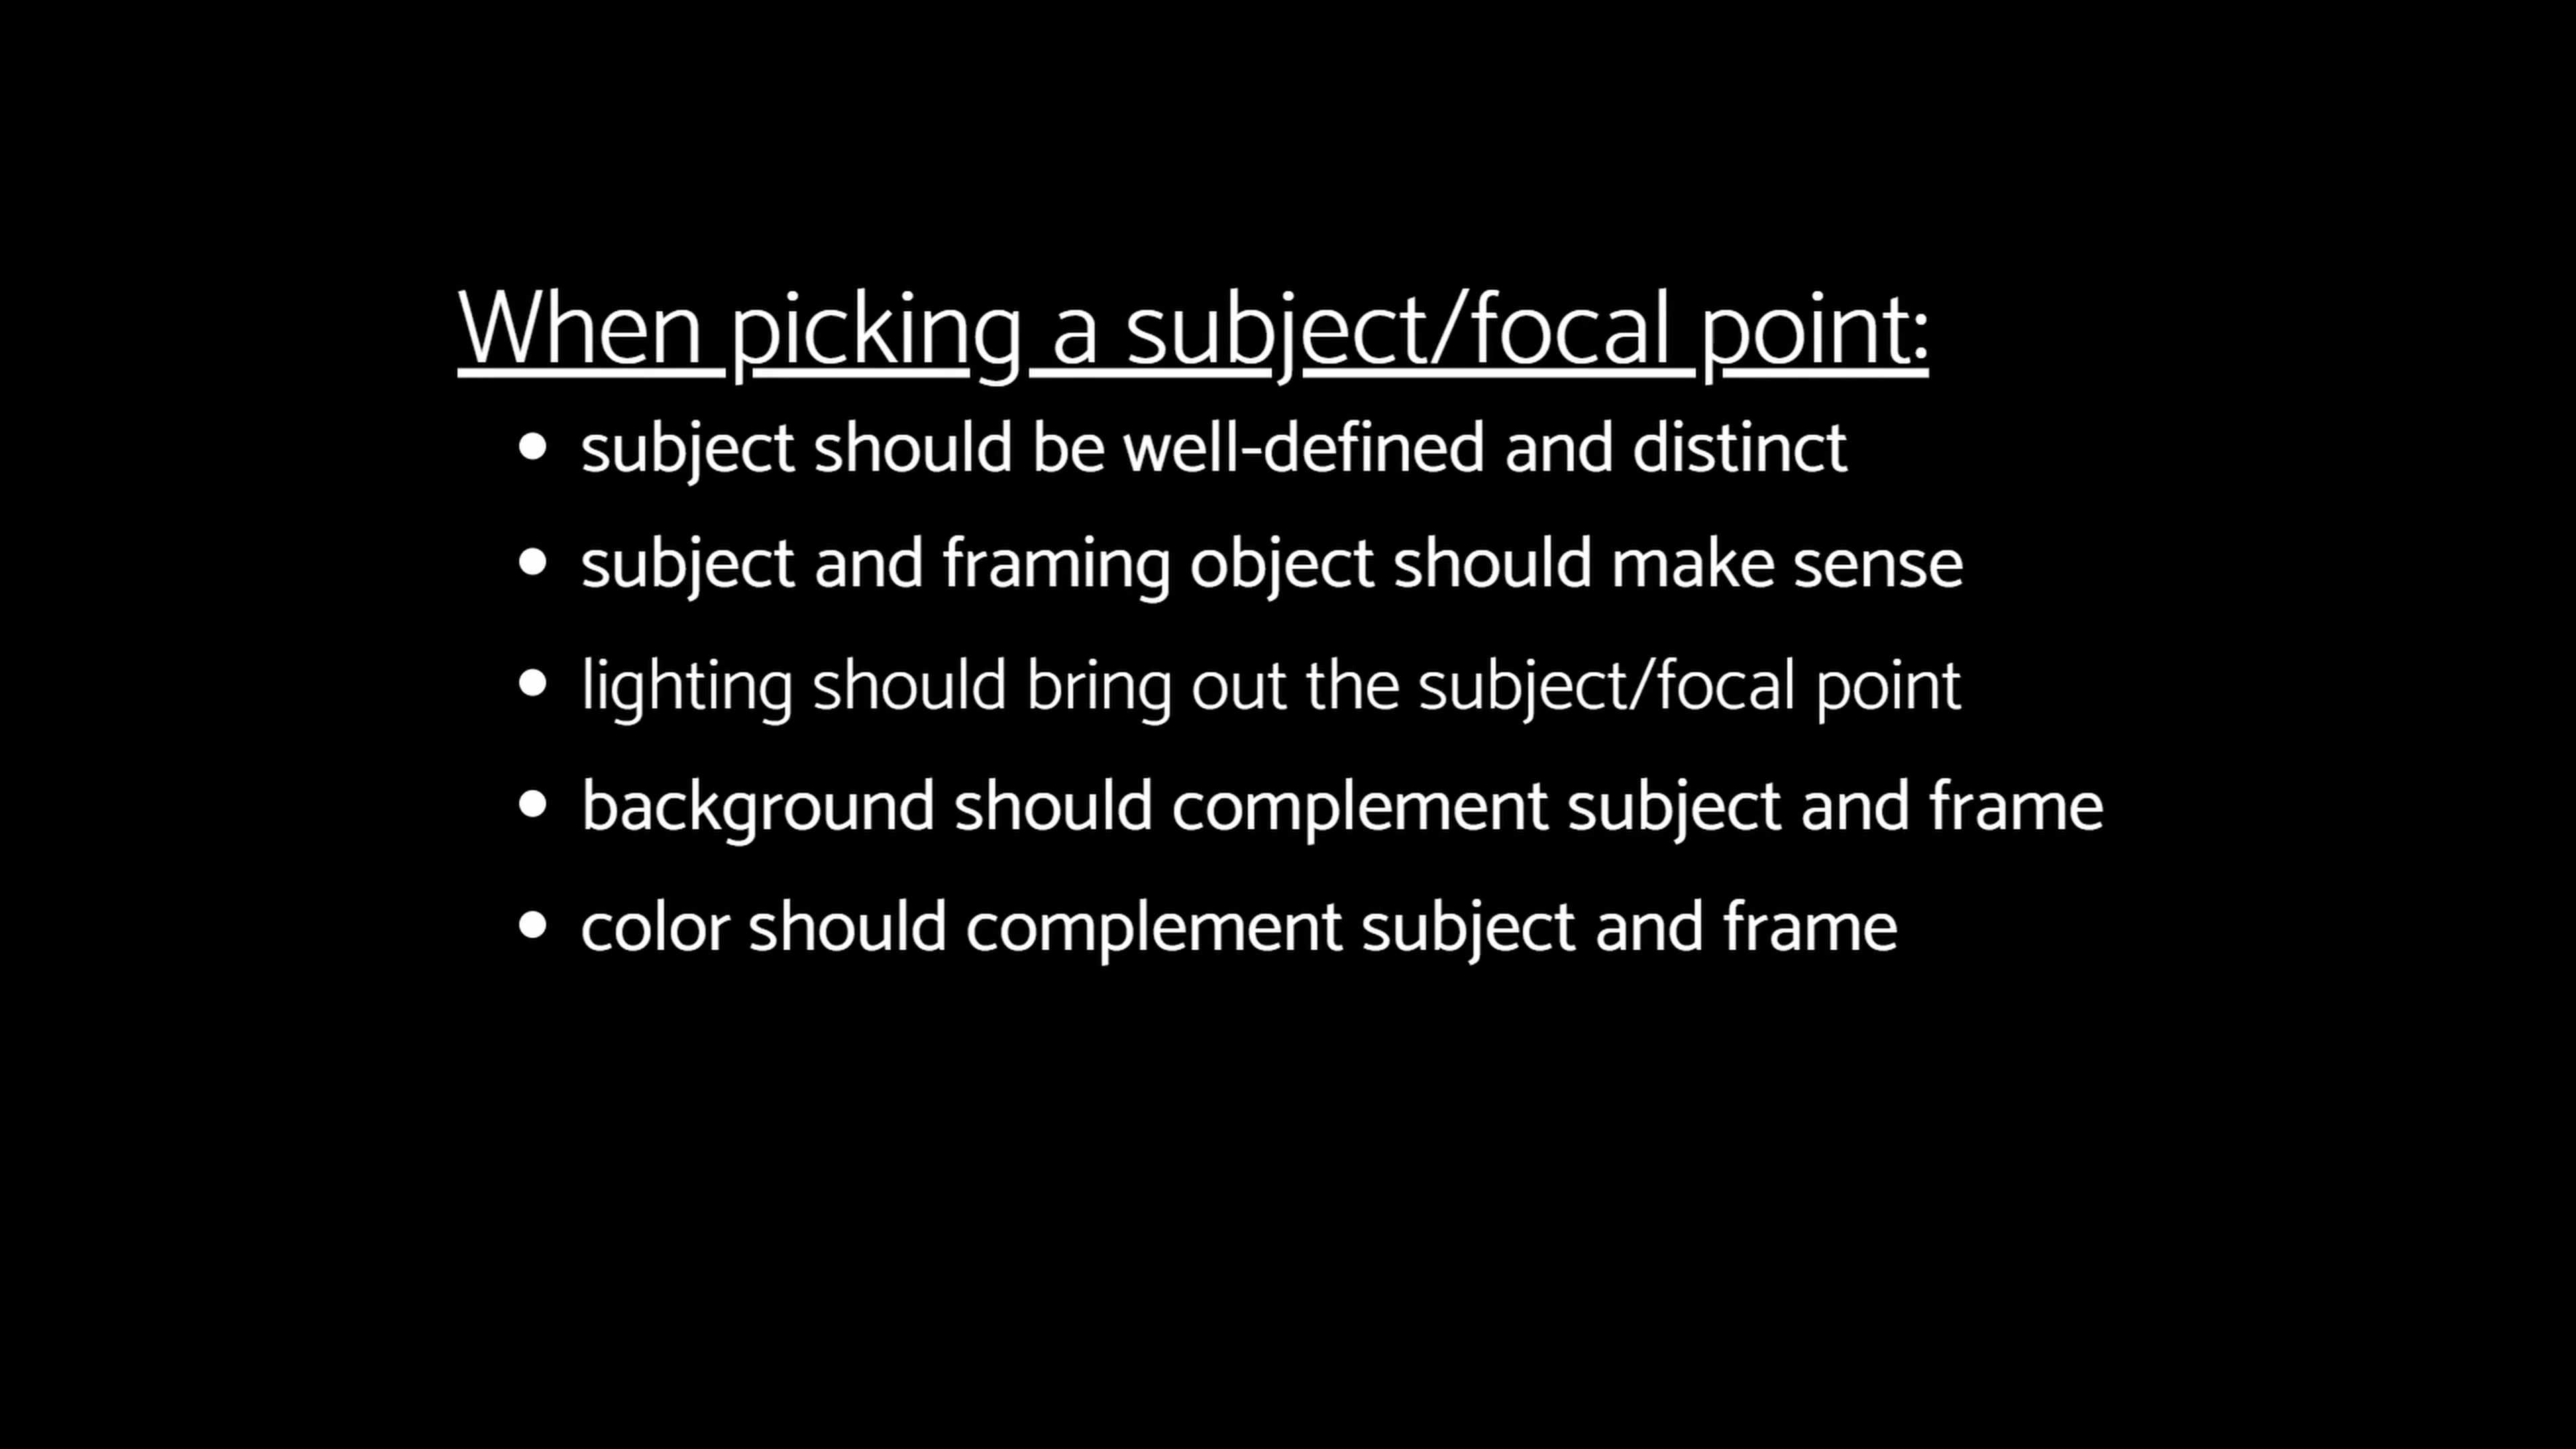 When picking a subject/focal point:
• subject should be well-defined and distinct
• subject and framing object should make sense
• lighting should bring out the subject/focal point
• background should complement subject and frame
• color should complement subject and frame